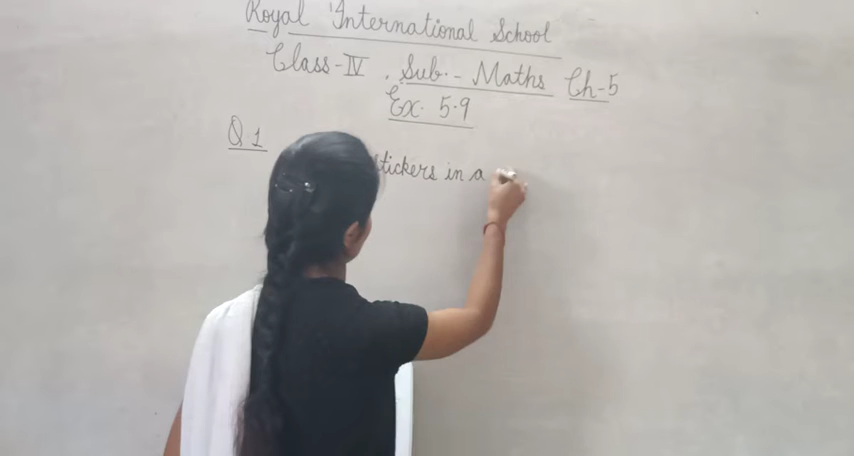 Royal International School
Class-IV, Sub.- Maths Ch-5
Ex. 5.9
Q.1
stickers in a